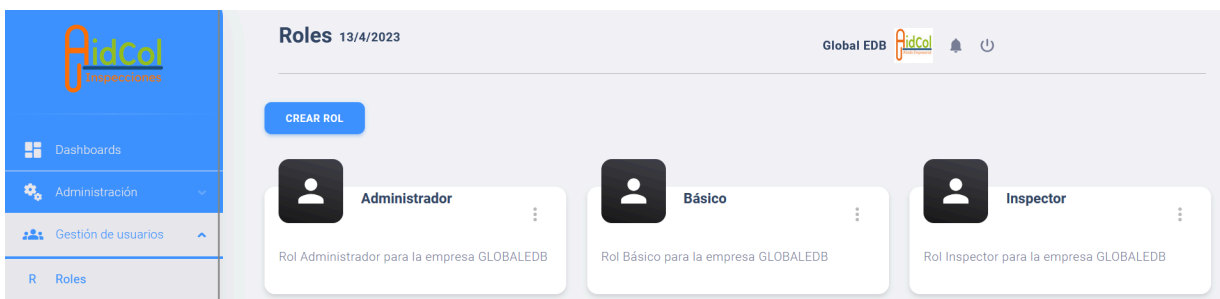 AidCol
Inspecciones
Dashboards
Administración
Gestión de usuarios
R Roles
Roles 13/4/2023
Global EDB AidCol
CREAR ROL
Administrador
Rol Administrador para la empresa GLOBALEDB
Básico
Rol Básico para la empresa GLOBALEDB
Inspector
Rol Inspector para la empresa GLOBALEDB